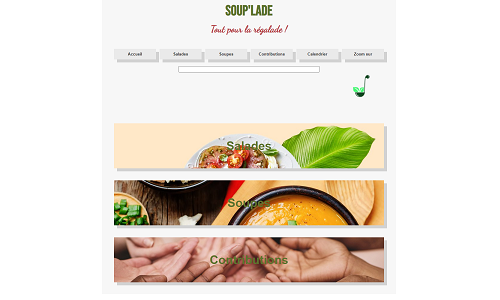 SOUP'LADE
Tout pour la régalade !
Accueil Salades Soupes Contributions Calendrier Zoom sur
Salades
Soupes
Contributions